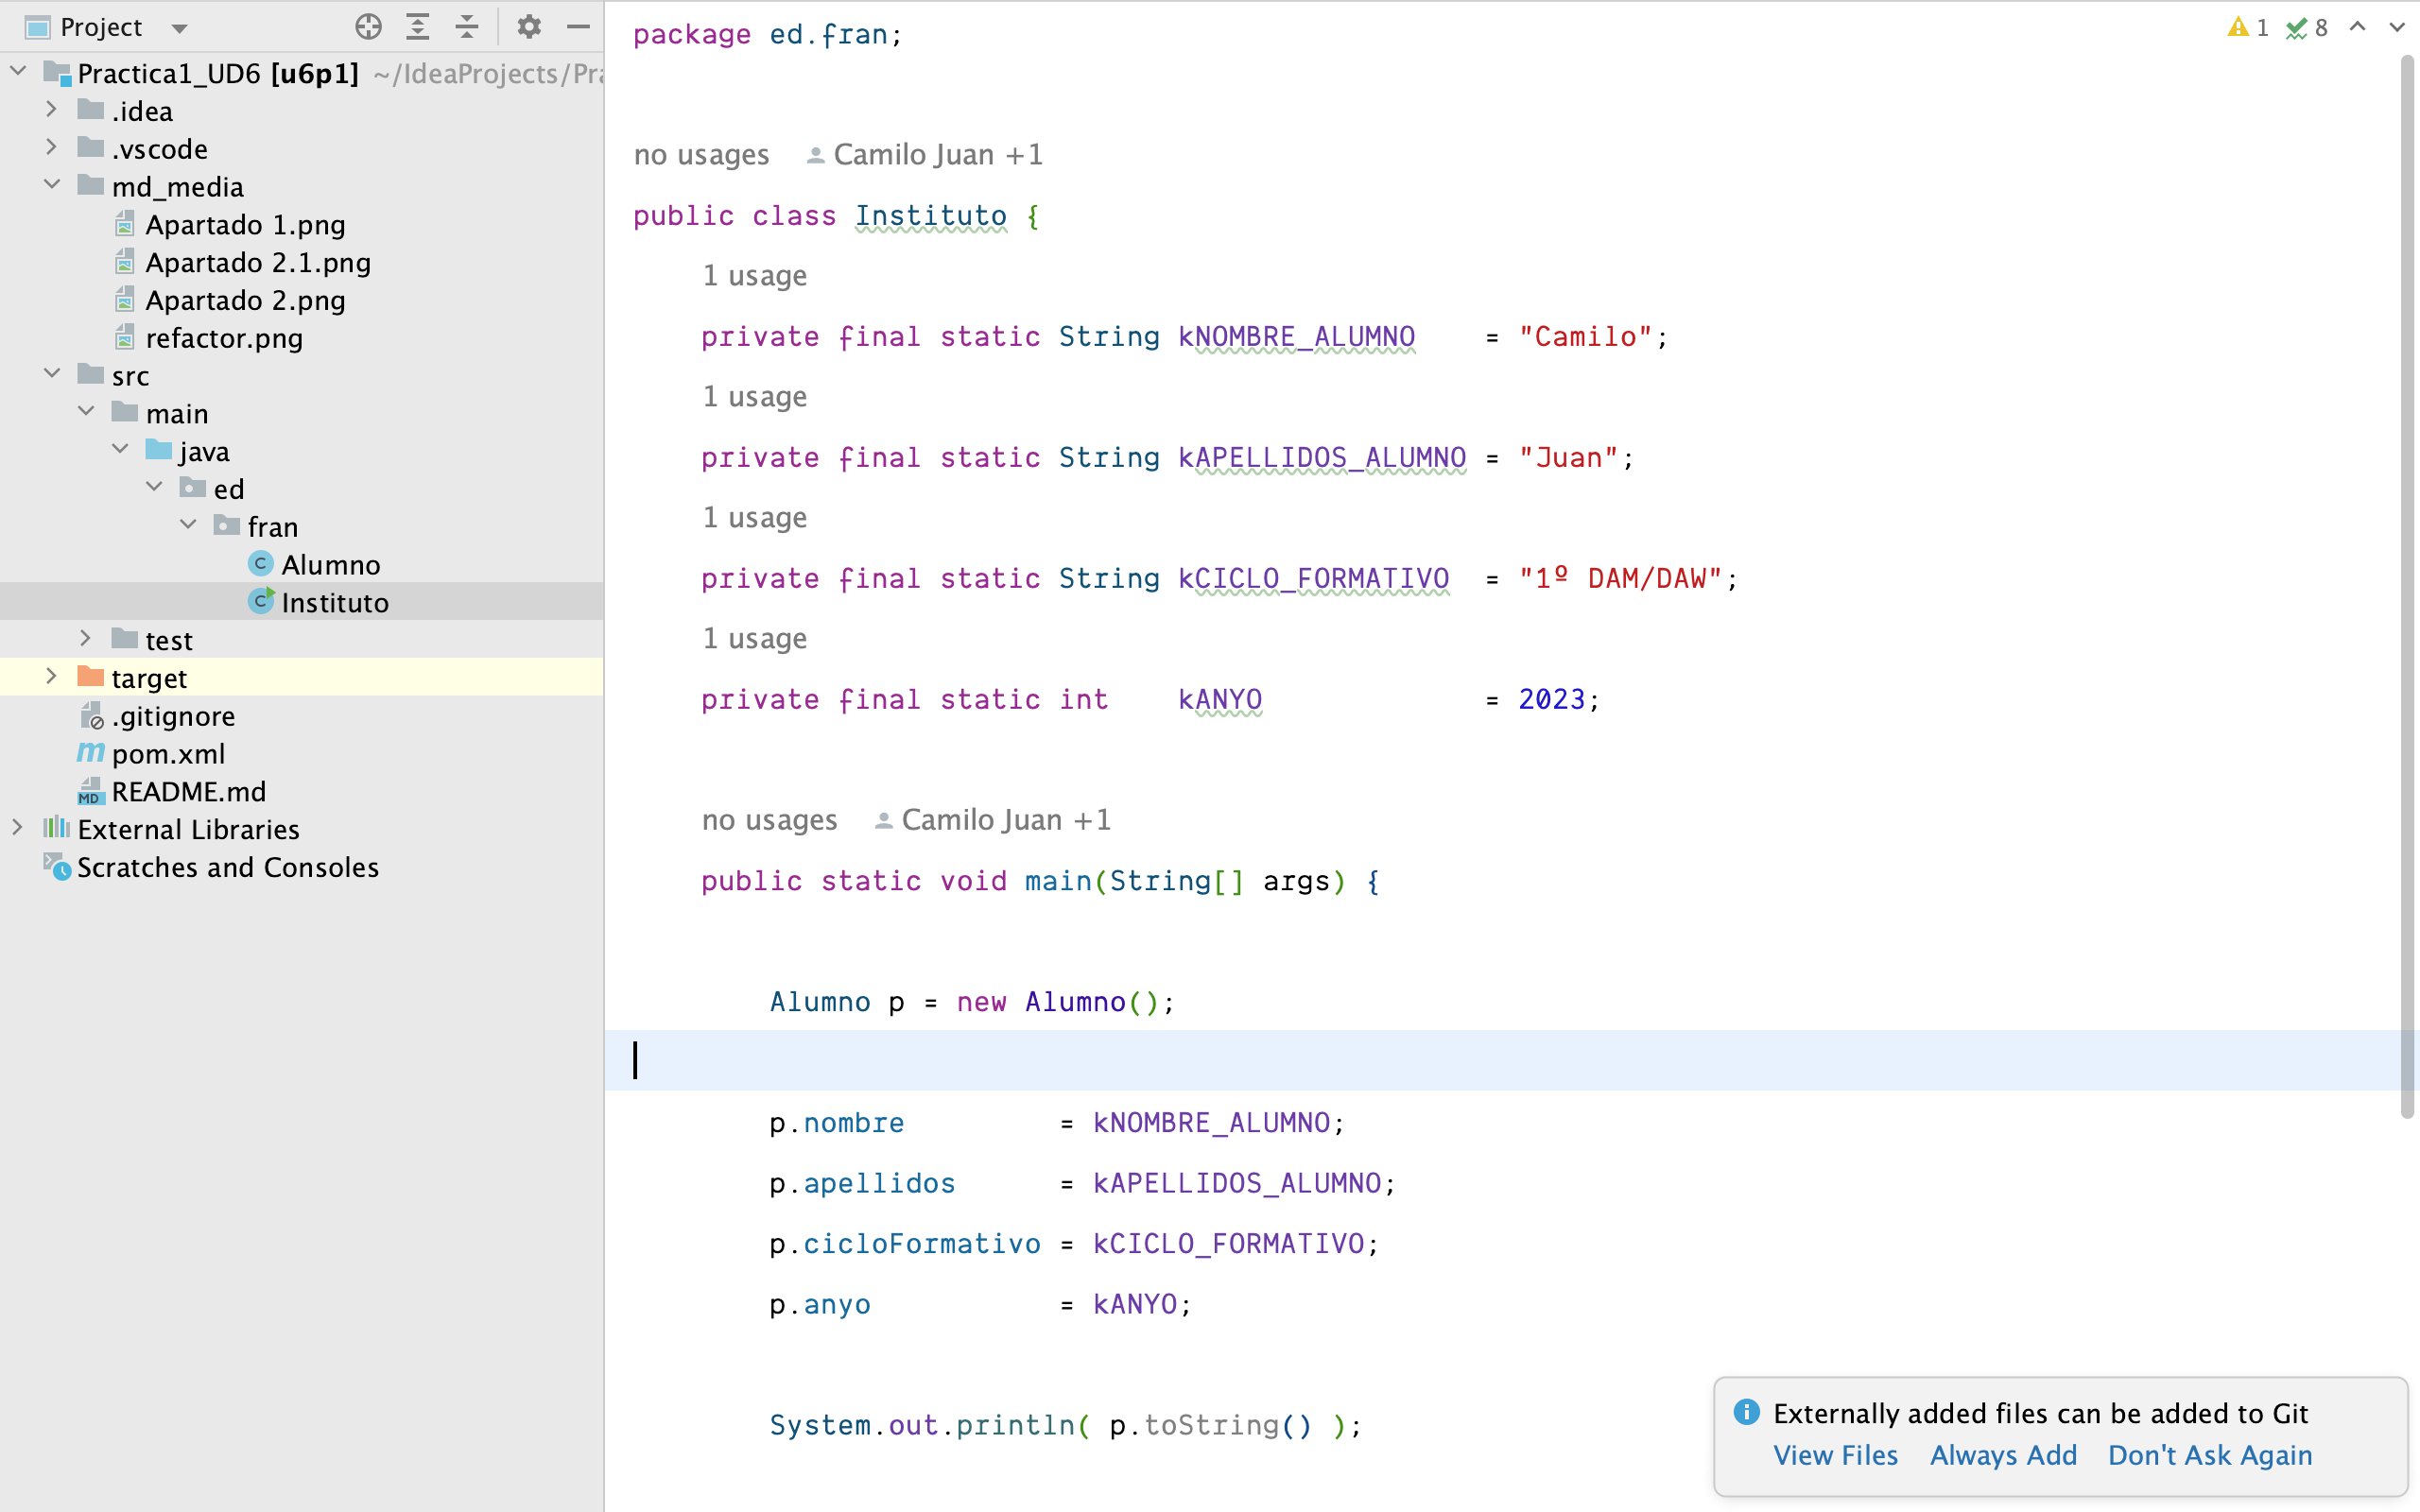 Project
Practica1_UD6 [u6p1] ~/IdeaProjects/Pra
.idea
.vscode
md_media
Apartado 1.png
Apartado 2.1.png
Apartado 2.png
refactor.png
src
main
java
ed
fran
Alumno
Instituto
test
target
.gitignore
pom.xml
README.md
External Libraries
Scratches and Consoles
1 8
package ed.fran;
no usages Camilo Juan +1
public class Instituto {
1 usage
private final static String kNOMBRE_ALUMNO = "Camilo";
1 usage
private final static String kAPELLIDOS_ALUMNO = "Juan";
1 usage
private final static String kCICLO_FORMATIVO = "1º DAM/DAW";
1 usage
private final static int kANYO = 2023;
no usages Camilo Juan +1
public static void main(String[] args) {
Alumno p = new Alumno();
p.nombre = kNOMBRE_ALUMNO;
p.apellidos = kAPELLIDOS_ALUMNO;
p.cicloFormativo = kCICLO_FORMATIVO;
p.anyo = kANYO;
System.out.println( p.toString() );
Externally added files can be added to Git
View Files Always Add Don't Ask Again